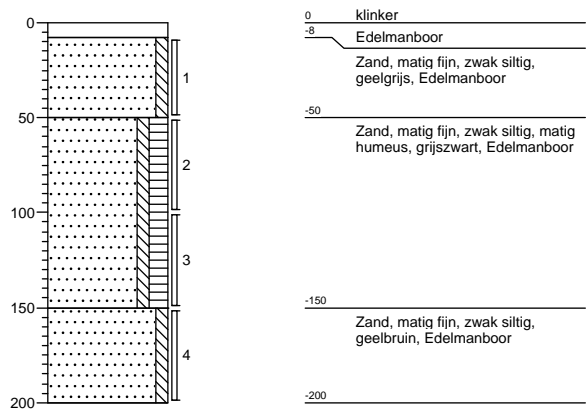 0
50
100
150
200
1
2
3
4
0
klinker
-8
Edelmanboor
Zand, matig fijn, zwak siltig,
geelgrijs, Edelmanboor
-50
Zand, matig fijn, zwak siltig, matig
humeus, grijszwart, Edelmanboor
-150
Zand, matig fijn, zwak siltig,
geelbruin, Edelmanboor
-200